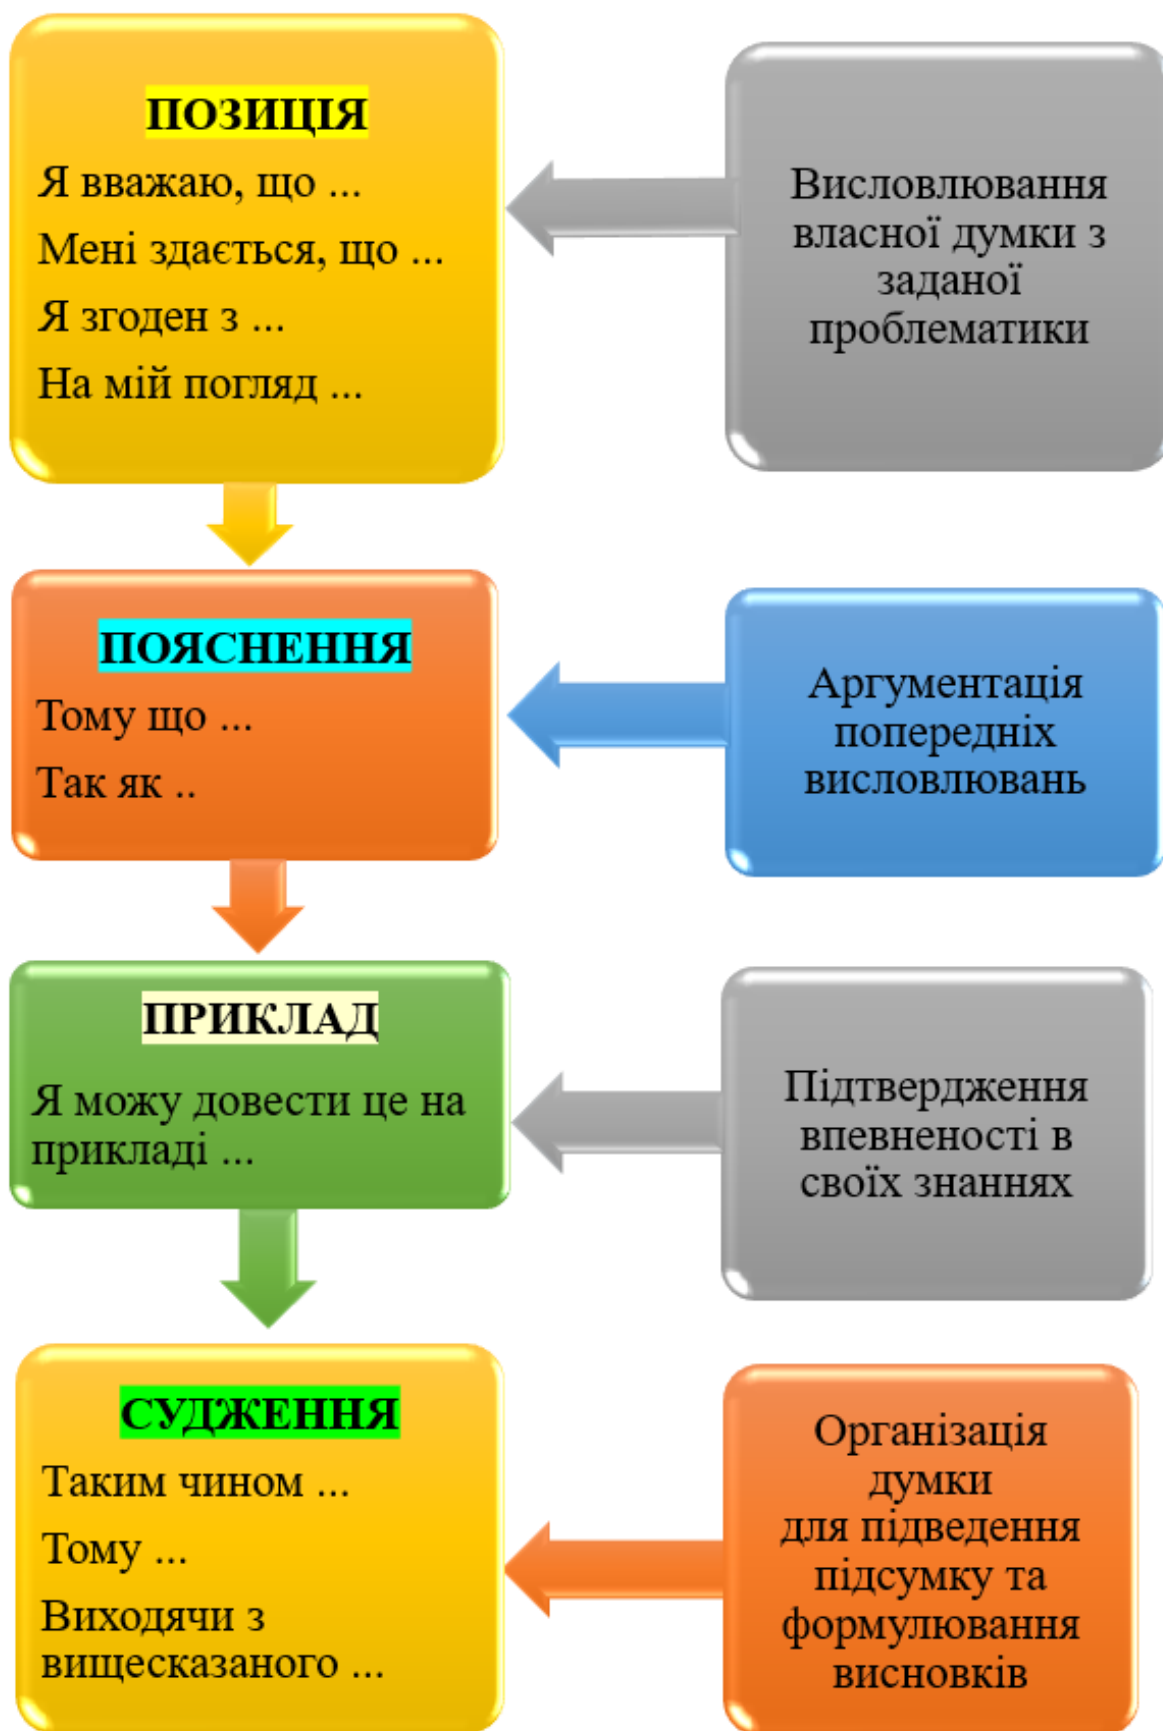 ПОЗИЦІЯ
Я вважаю, що ...
Мені здається, що ...
Я згоден з ...
На мій погляд ...
Висловлювання
власної думки з
заданої
проблематики
ПОЯСНЕННЯ
Тому що ...
Так як ..
Аргументація
попередніх
висловлювань
ПРИКЛАД
Я можу довести це на
прикладі ...
Підтвердження
впевненості в
своїх знаннях
СУДЖЕННЯ
Таким чином ...
Тому ...
Виходячи з
вищесказаного ...
Організація
думки
для підведення
підсумку та
формулювання
висновків